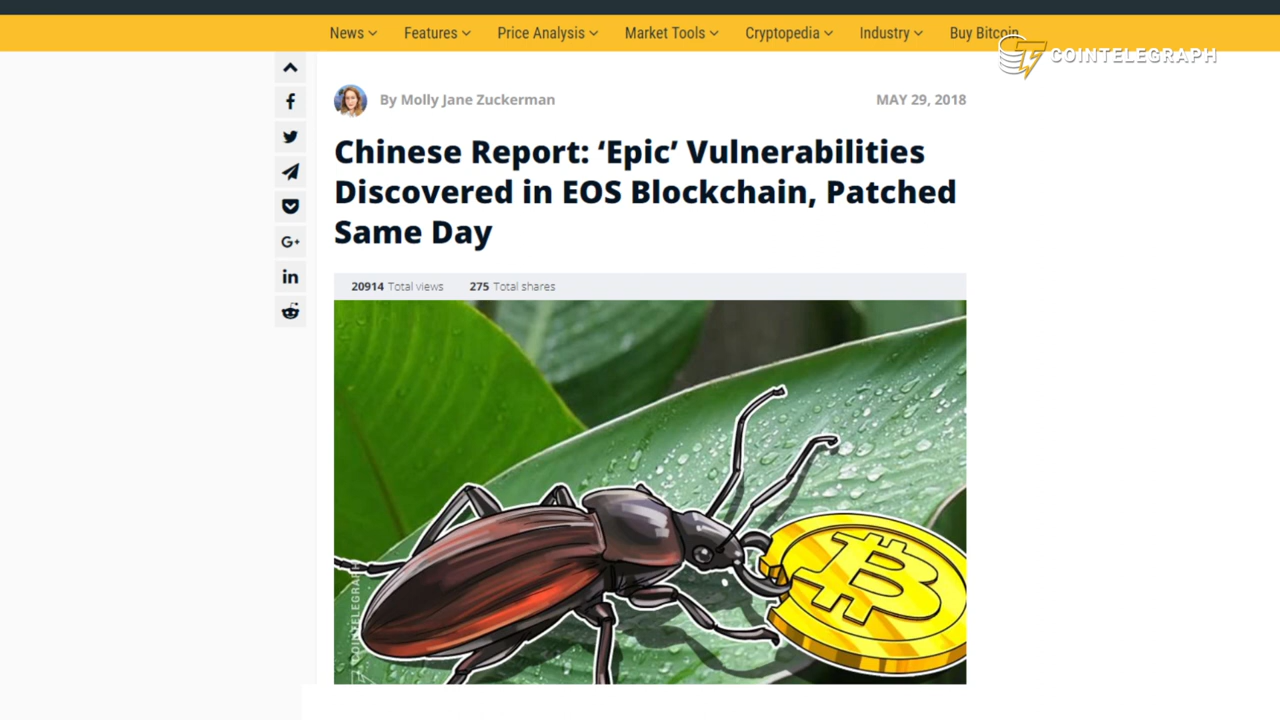 News Features Price Analysis Market Tools Cryptopedia Industry Buy Bitcoin
COINTELEGRAPH
By Molly Jane Zuckerman MAY 29, 2018
Chinese Report: ‘Epic’ Vulnerabilities
Discovered in EOS Blockchain, Patched
Same Day
20914 Total views 275 Total shares
COINTELEGRAPH